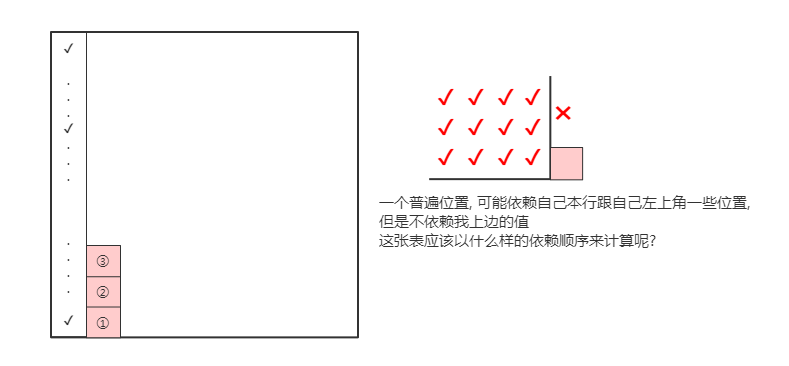 ③
②
①
一个普遍位置, 可能依赖自己本行跟自己左上角一些位置,
但是不依赖我上边的值
这张表应该以什么样的依赖顺序来计算呢?